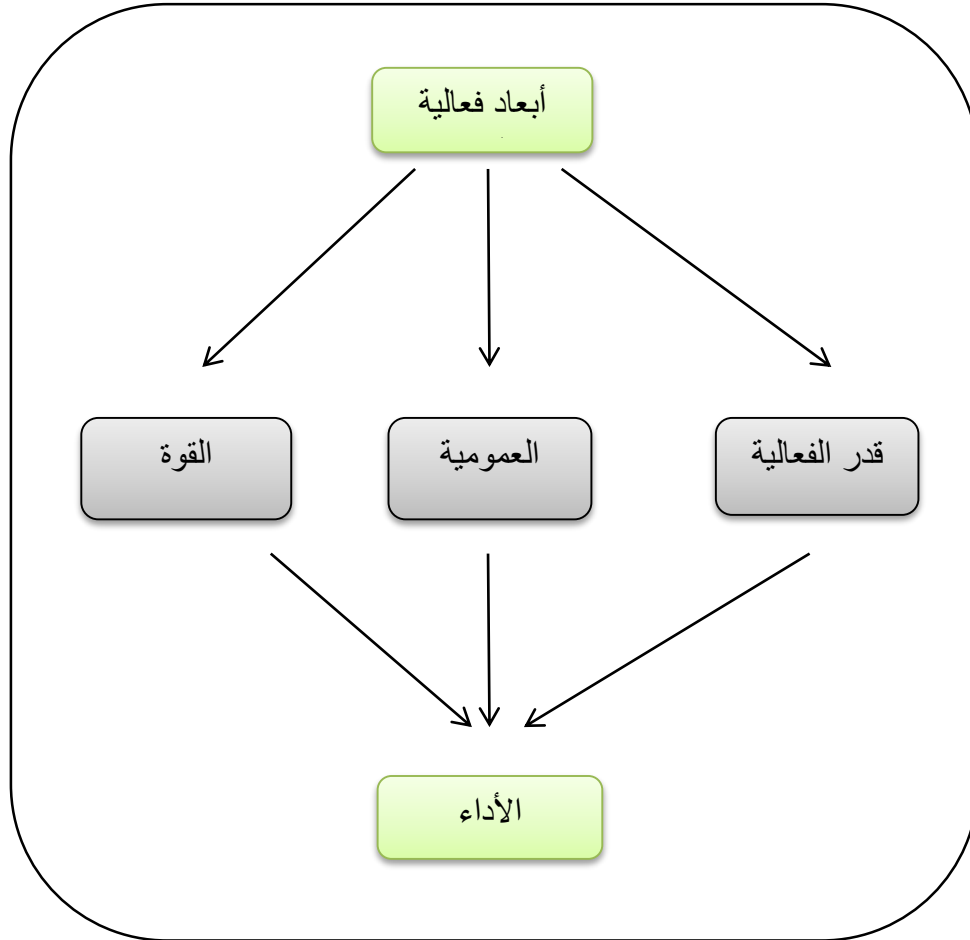 أبعاد فعالية
قدر الفعالية
العمومية
القوة
الأداء